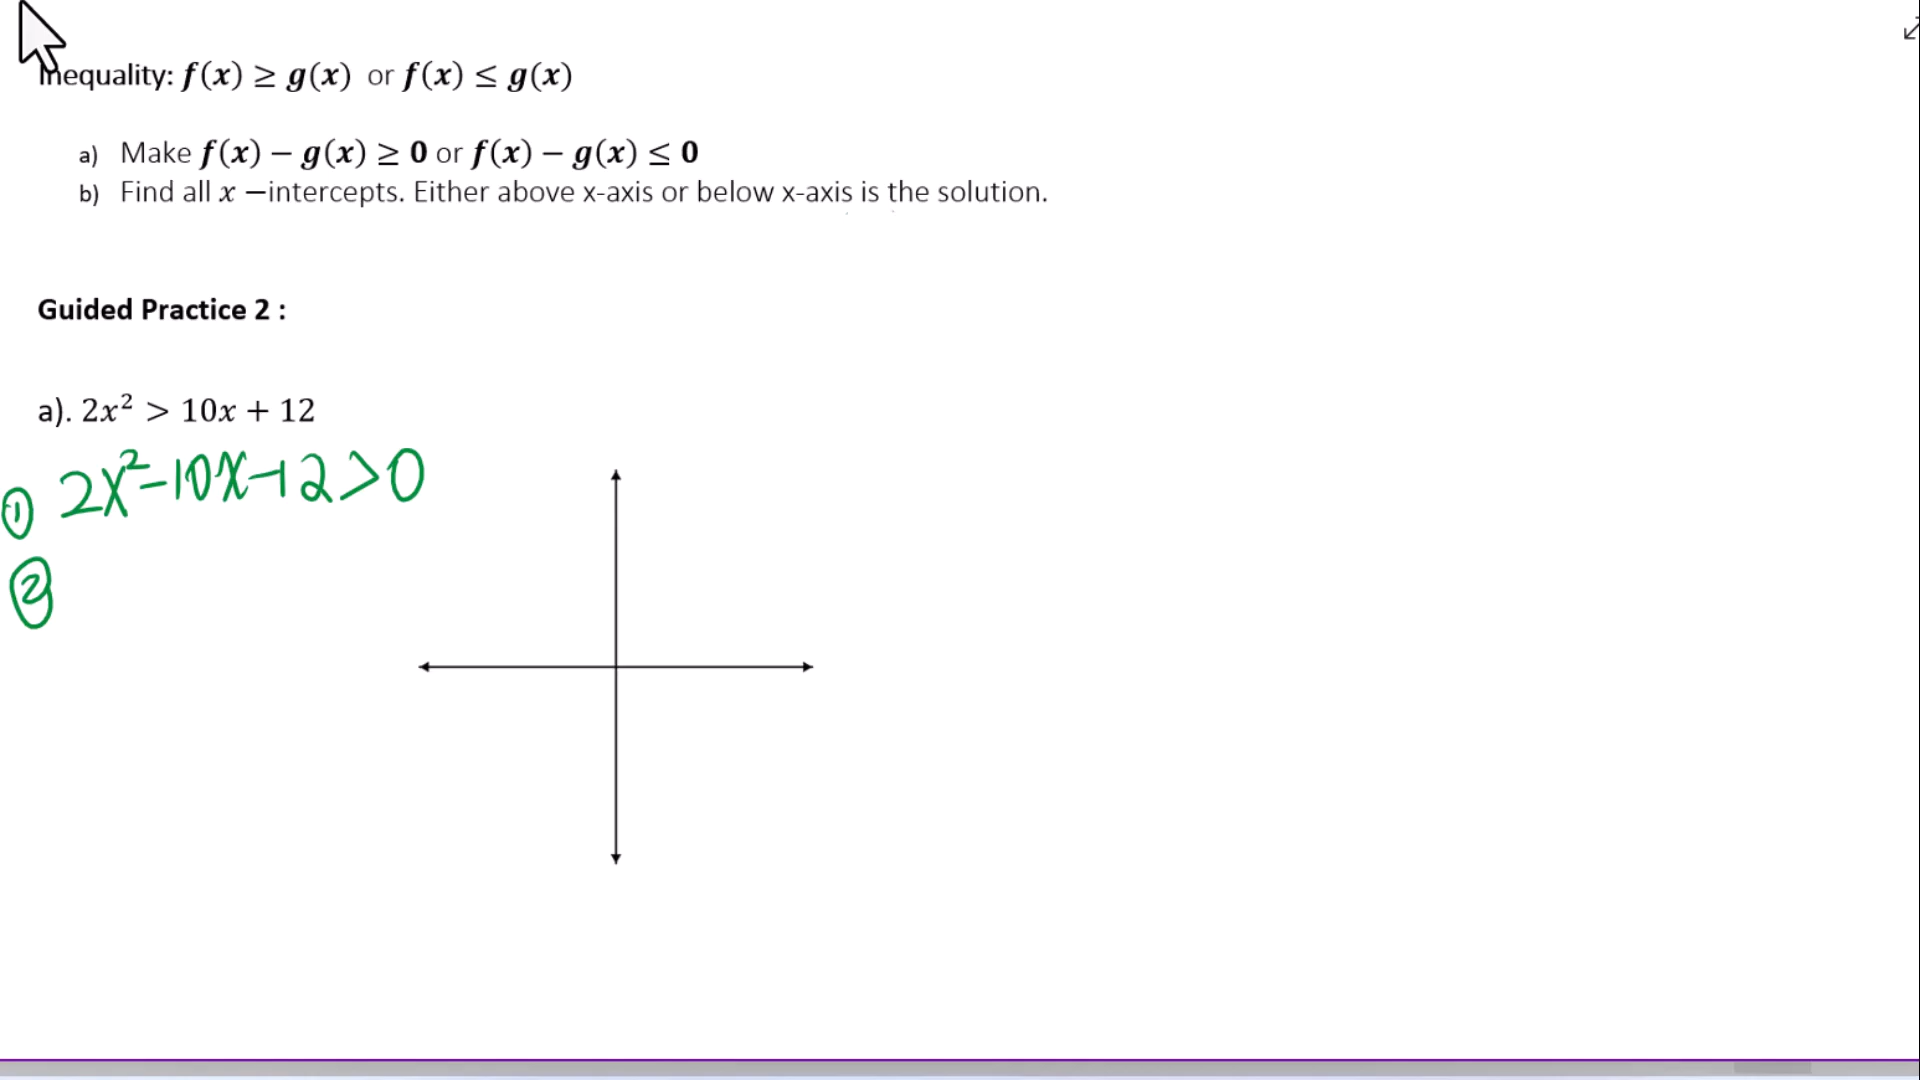 Inequality: f(x) ≥ g(x) or f(x) ≤ g(x)
a) Make f(x) − g(x) ≥ 0 or f(x) − g(x) ≤ 0
b) Find all x −intercepts. Either above x-axis or below x-axis is the solution.
Guided Practice 2 :
a). 2x² > 10x + 12
① 2x²-10x-12>0
②